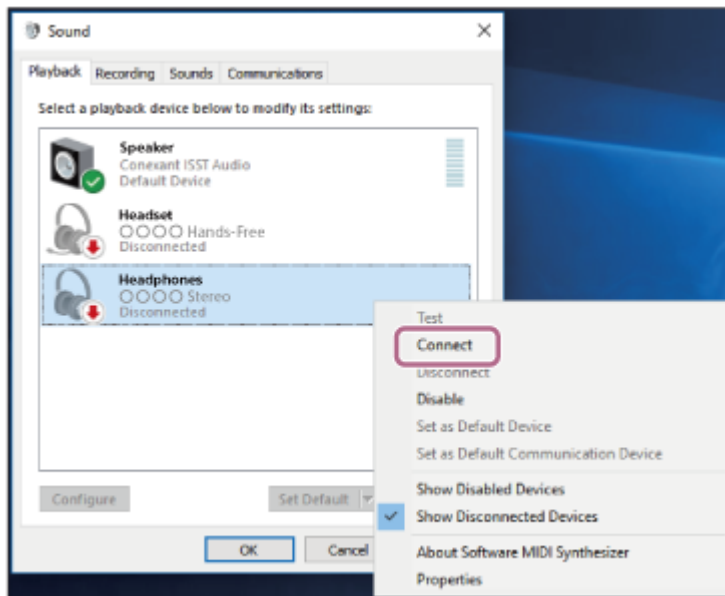 Sound
Playback Recording Sounds Communications
Select a playback device below to modify its settings:
Speaker
Conexant ISST Audio
Default Device
Headset
○○○○ Hands-Free
Disconnected
Headphones
○○○○ Stereo
Disconnected
Test
Connect
Disconnect
Disable
Set as Default Device
Set as Default Communication Device
Show Disabled Devices
Show Disconnected Devices
About Software MIDI Synthesizer
Properties
Configure
Set Default
OK
Cancel